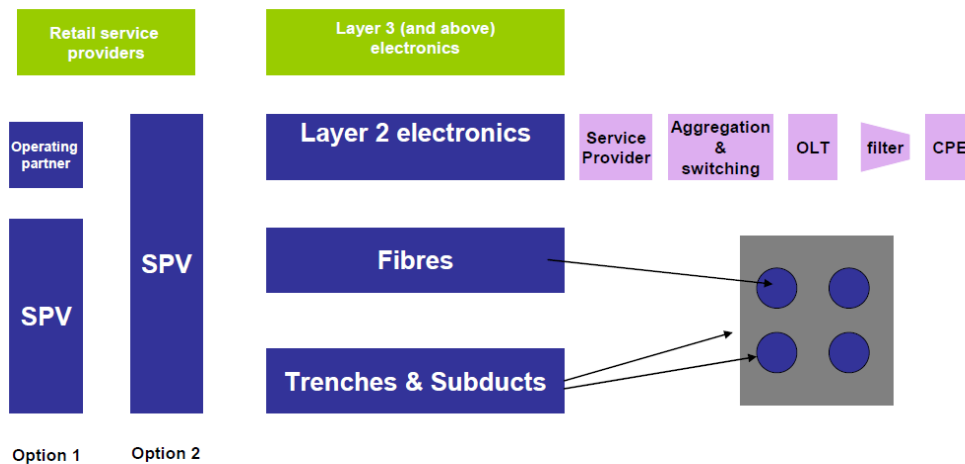 Retail service
providers
Layer 3 (and above)
electronics
Operating
partner
SPV
SPV
Layer 2 electronics
Service
Provider
Aggregation
&
switching
OLT
filter
CPE
Fibres
Trenches & Subducts
Option 1
Option 2